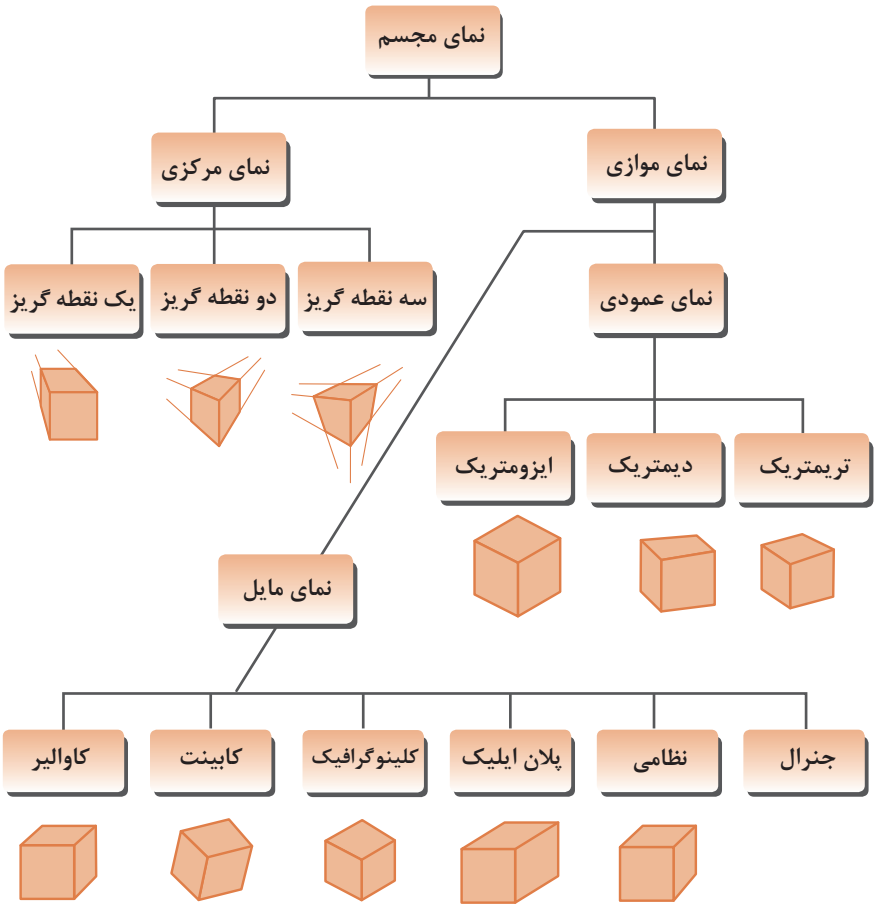 نمای مجسم
نمای موازی
نمای مرکزی
سه نقطه گریز
دو نقطه گریز
یک نقطه گریز
نمای عمودی
تریمتریک
دیمتریک
ایزومتریک
نمای مایل
جنرال
نظامی
پلان ایلیک
کلینوگرافیک
کابینت
کاوالیر